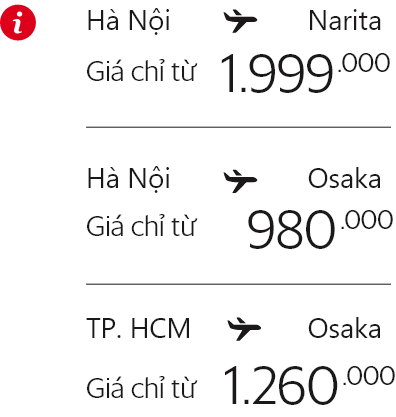 i
Hà Nội Narita
Giá chỉ từ 1.999.000
Hà Nội Osaka
Giá chỉ từ 980.000
TP. HCM Osaka
Giá chỉ từ 1.260.000